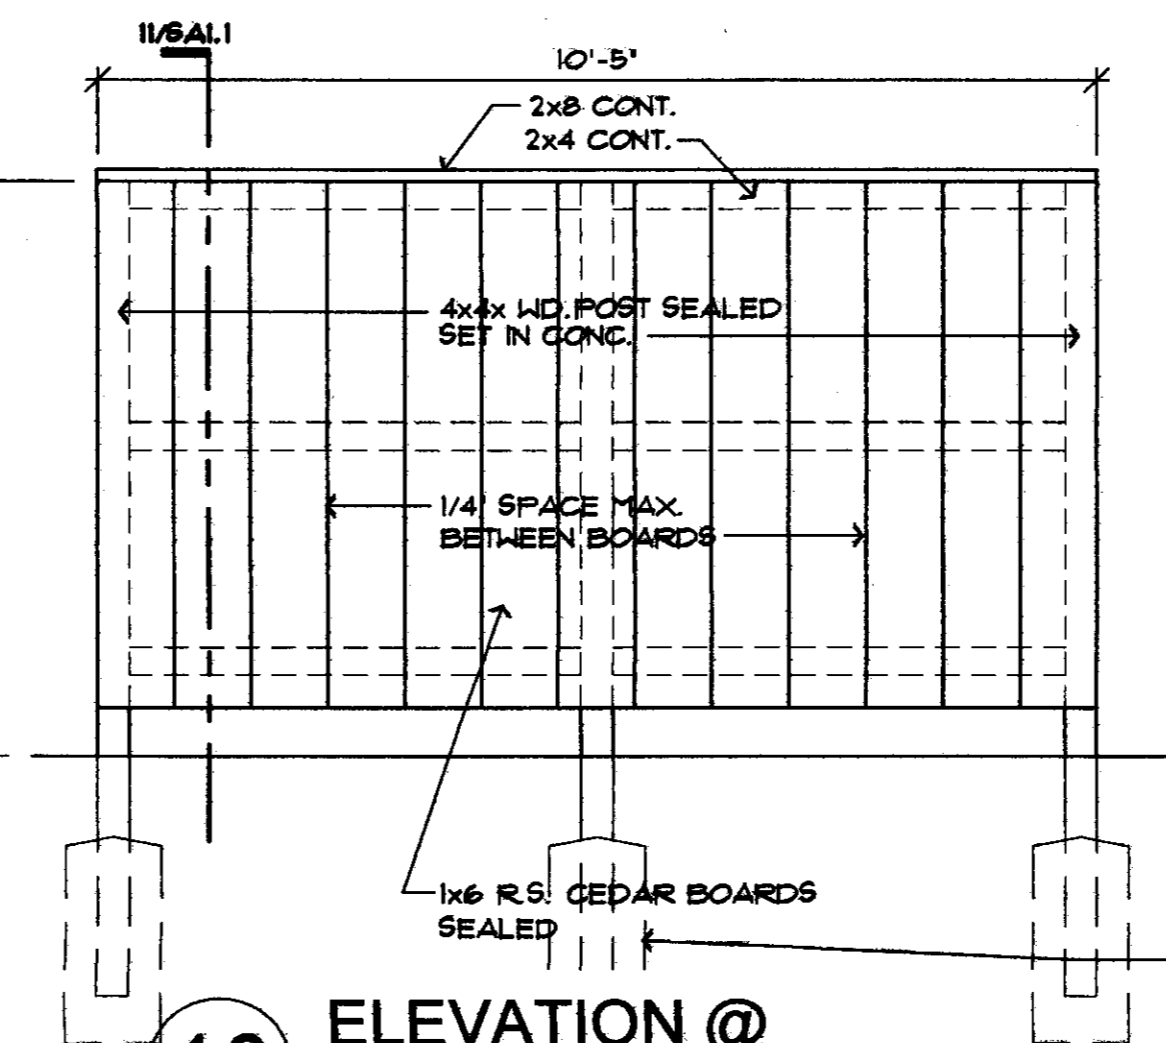 11/SA1.1
10'-5"
2x8 CONT.
2x4 CONT.
4x4x WD. POST SEALED
SET IN CONC.
1/4" SPACE MAX.
BETWEEN BOARDS
1x6 R.S. CEDAR BOARDS
SEALED
ELEVATION @